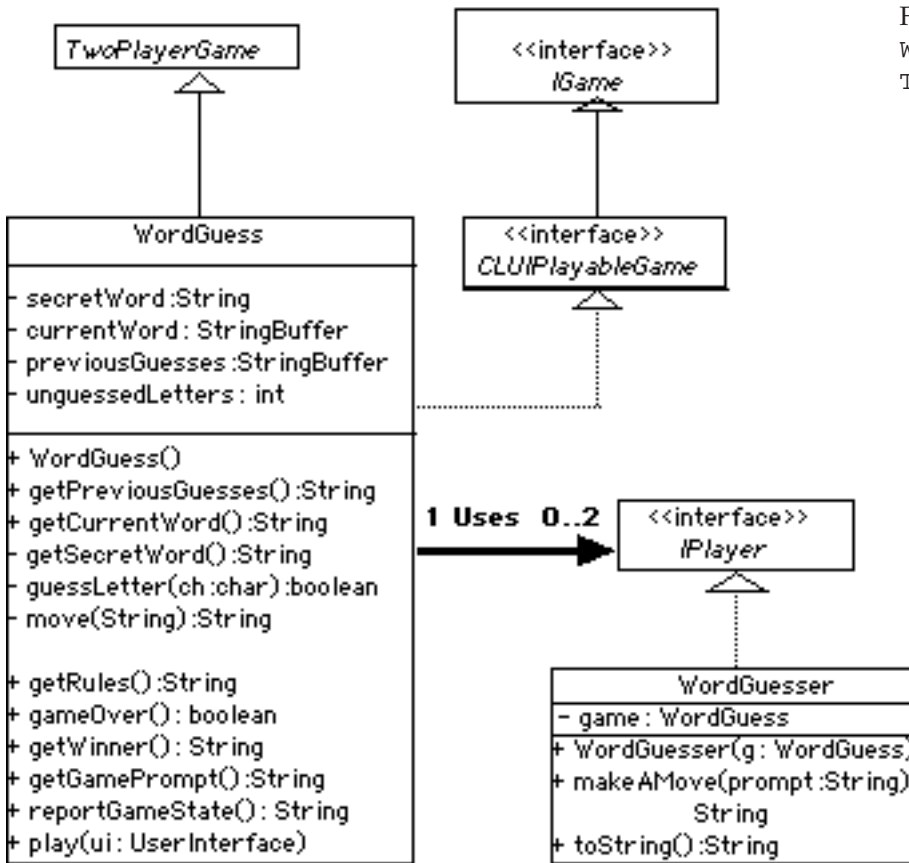 TwoPlayerGame
<<interface>>
IGame
WordGuess
- secretWord:String
- currentWord: StringBuffer
- previousGuesses:StringBuffer
- unguessedLetters: int
+ WordGuess()
+ getPreviousGuesses():String
+ getCurrentWord():String
- getSecretWord():String
- guessLetter(ch:char):boolean
- move(String):String
+ getRules():String
+ gameOver(): boolean
+ getWinner(): String
+ getGamePrompt():String
+ reportGameState(): String
+ play(ui: UserInterface)
<<interface>>
CLUIPlayableGame
1 Uses 0..2
<<interface>>
IPlayer
WordGuesser
- game: WordGuess
+ WordGuesser(g: WordGuess)
+ makeAMove(prompt:String)
String
+ toString():String